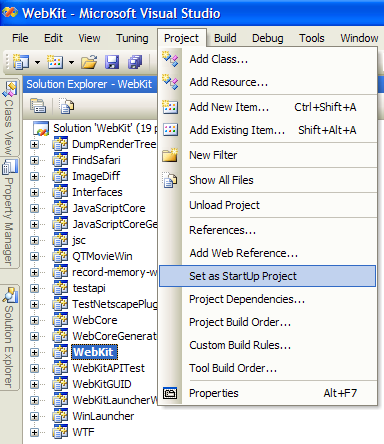 WebKit - Microsoft Visual Studio
File Edit View Tuning Project Build Debug Tools Window
Solution Explorer - WebKit
Class View
Property Manager
Solution Explorer
Solution 'WebKit' (19 p
DumpRenderTree
FindSafari
ImageDiff
Interfaces
JavaScriptCore
JavaScriptCoreGe
jsc
QTMovieWin
record-memory-w
testapi
TestNetscapePlug
WebCore
WebCoreGenerat
WebKit
WebKitAPITest
WebKitGUID
WebKitLauncherW
WinLauncher
WTF
Add Class...
Add Resource...
Add New Item... Ctrl+Shift+A
Add Existing Item... Shift+Alt+A
New Filter
Show All Files
Unload Project
References...
Add Web Reference...
Set as StartUp Project
Project Dependencies...
Project Build Order...
Custom Build Rules...
Tool Build Order...
Properties Alt+F7